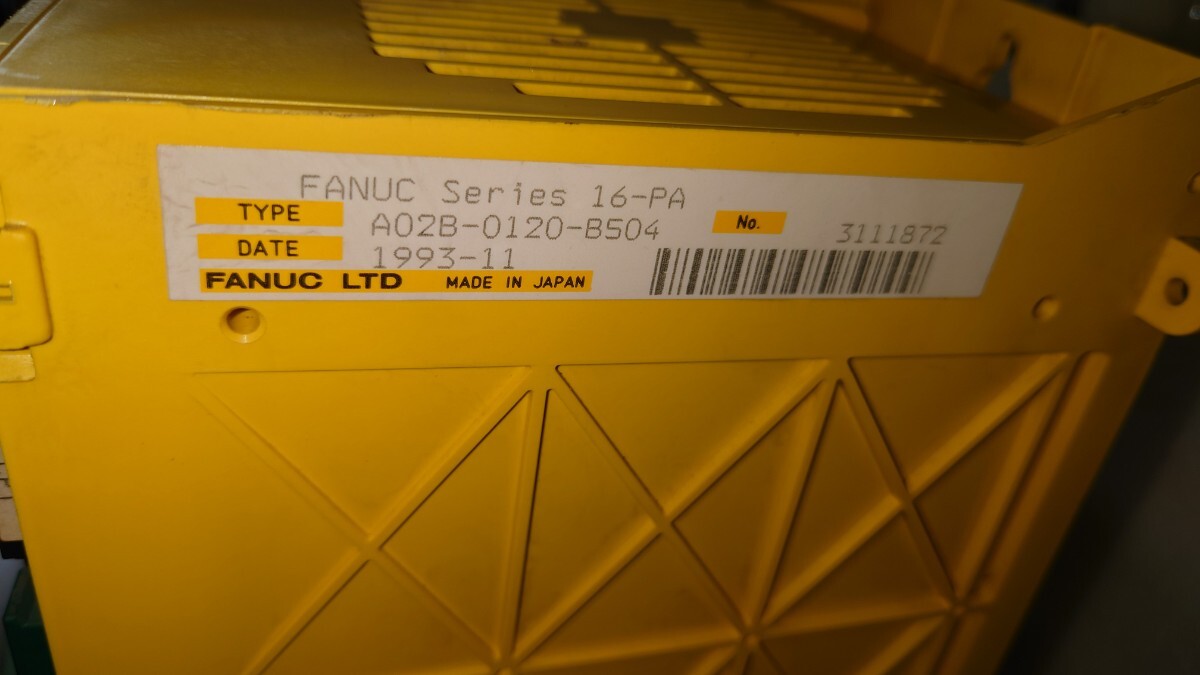 FANUC Series 16-PA
TYPE A02B-0120-B504 No. 3111872
DATE 1993-11
FANUC LTD MADE IN JAPAN